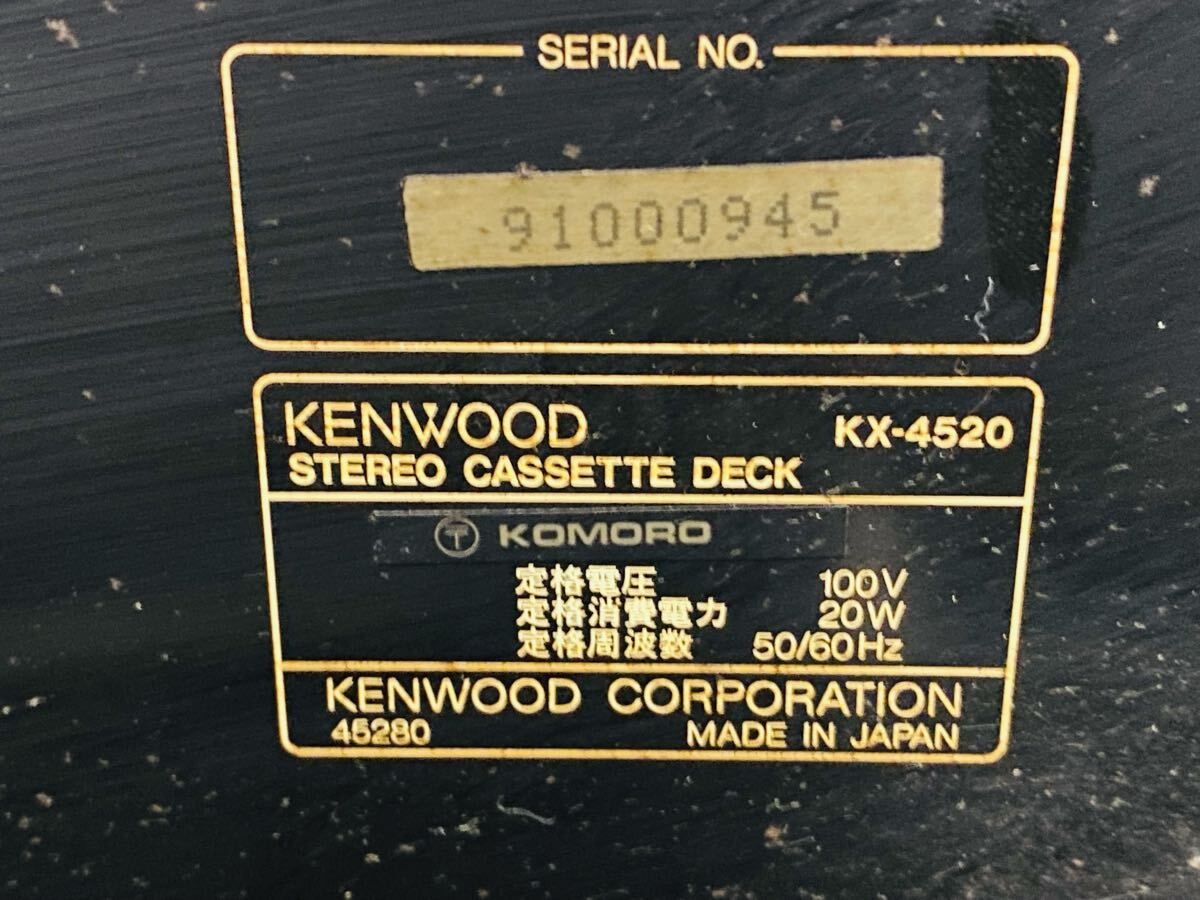 SERIAL NO.
91000945
KENWOOD KX-4520
STEREO CASSETTE DECK
〒 KOMORO
定格電圧 100V
定格消費電力 20W
定格周波数 50/60Hz
KENWOOD CORPORATION
45280 MADE IN JAPAN